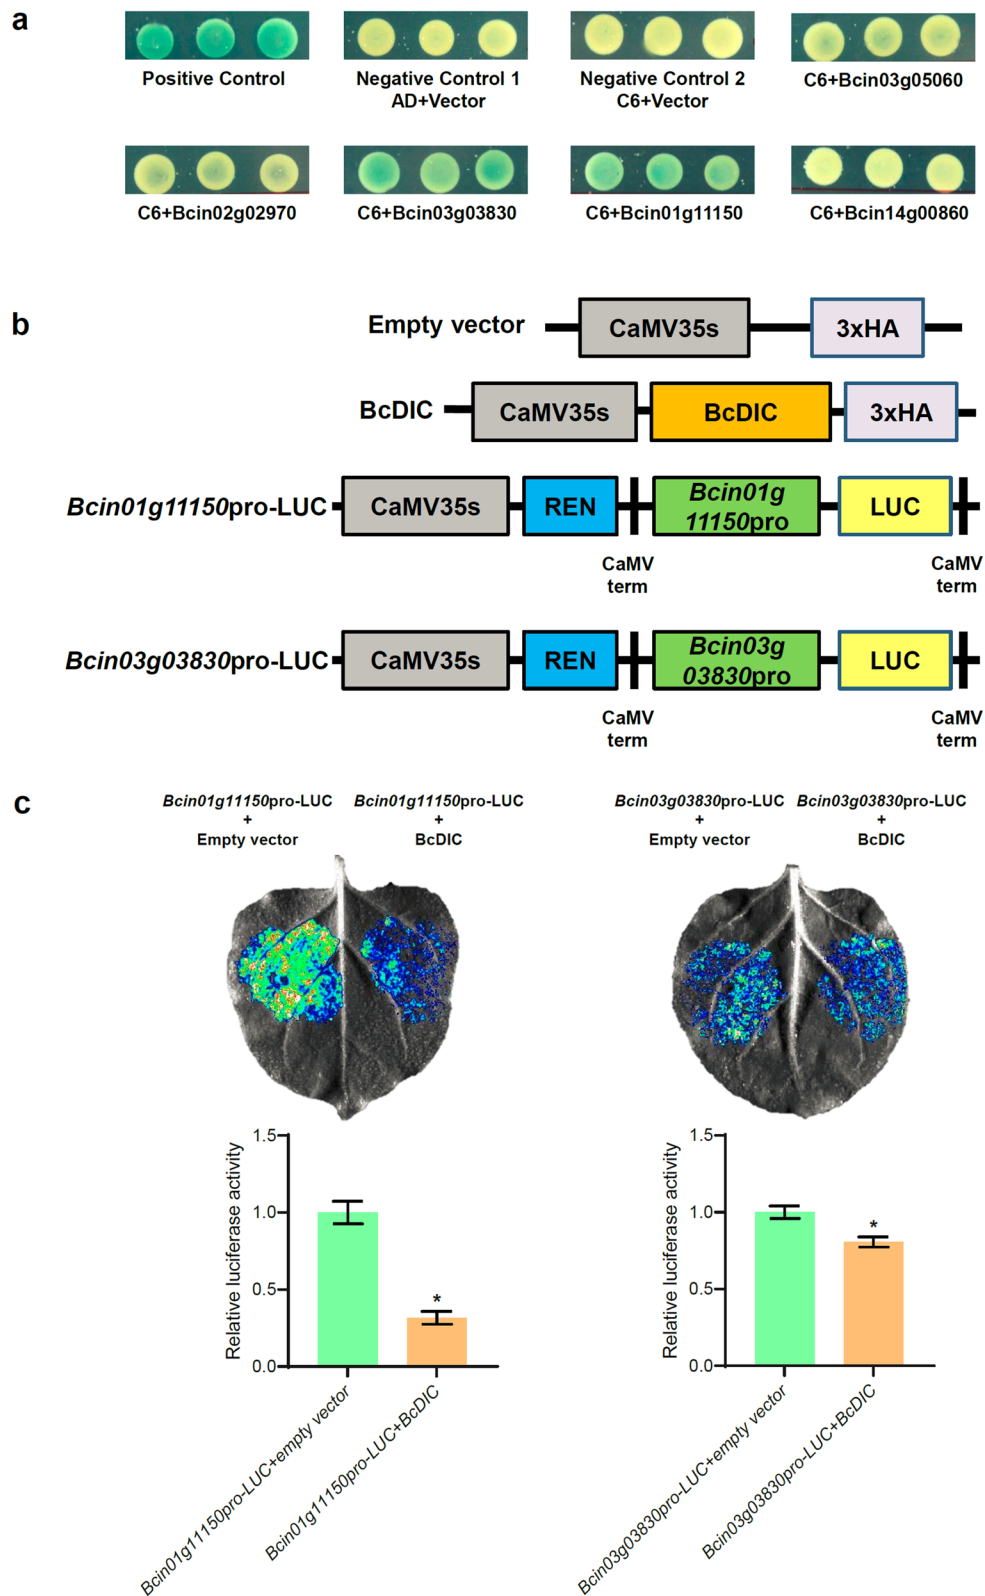 a
Positive Control
Negative Control 1
AD+Vector
Negative Control 2
C6+Vector
C6+Bcin03g05060
C6+Bcin02g02970
C6+Bcin03g03830
C6+Bcin01g11150
C6+Bcin14g00860
b
Empty vector
CaMV35s
3xHA
BcDIC
CaMV35s
BcDIC
3xHA
Bcin01g11150pro-LUC
CaMV35s
REN
Bcin01g
11150pro
LUC
CaMV
term
CaMV
term
Bcin03g03830pro-LUC
CaMV35s
REN
Bcin03g
03830pro
LUC
CaMV
term
CaMV
term
c
Bcin01g11150pro-LUC
+
Empty vector
Bcin01g11150pro-LUC
+
BcDIC
Bcin03g03830pro-LUC
+
Empty vector
Bcin03g03830pro-LUC
+
BcDIC
Relative luciferase activity
1.5
1.0
0.5
0.0
*
Bcin01g11150pro-LUC+empty vector
Bcin01g11150pro-LUC+BcDIC
Relative luciferase activity
1.5
1.0
0.5
0.0
*
Bcin03g03830pro-LUC+empty vector
Bcin03g03830pro-LUC+BcDIC